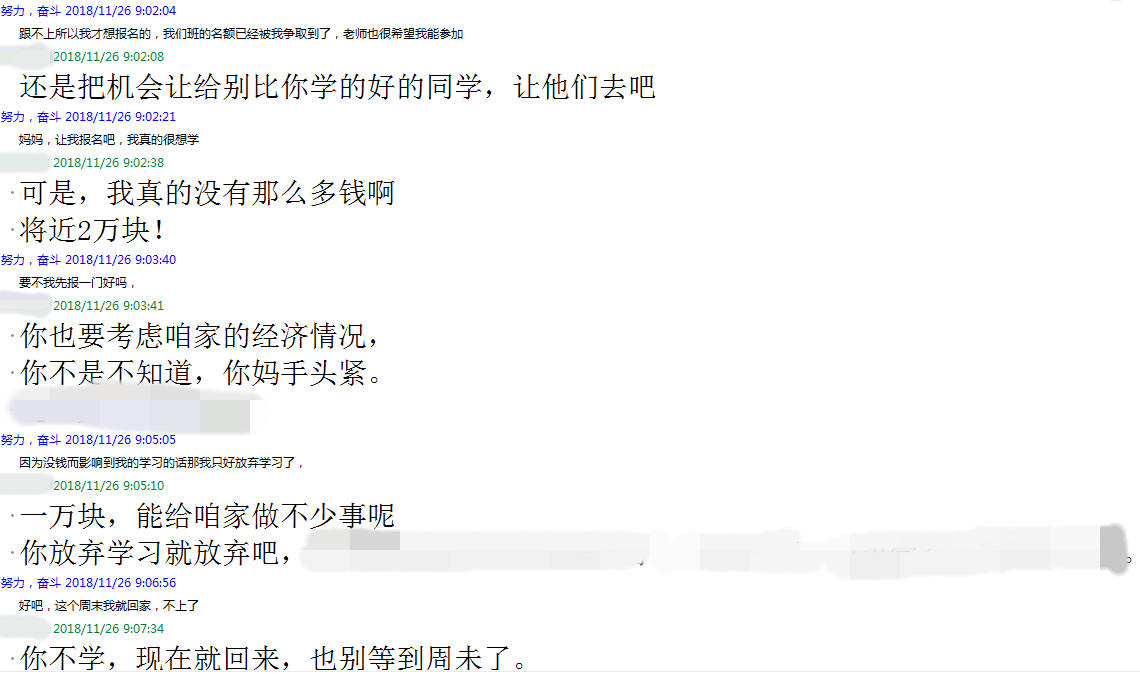 努力，奋斗 2018/11/26 9:02:04
跟不上所以我才想报名的，我们班的名额已经被我争取到了，老师也很希望我能参加
2018/11/26 9:02:08
还是把机会让给别比你学的好的同学，让他们去吧
努力，奋斗 2018/11/26 9:02:21
妈妈，让我报名吧，我真的很想学
2018/11/26 9:02:38
·可是，我真的没有那么多钱啊
·将近2万块！
努力，奋斗 2018/11/26 9:03:40
要不我先报一门好吗，
2018/11/26 9:03:41
·你也要考虑咱家的经济情况，
·你不是不知道，你妈手头紧。
努力，奋斗 2018/11/26 9:05:05
因为没钱而影响到我的学习的话那我只好放弃学习了，
2018/11/26 9:05:10
·一万块，能给咱家做不少事呢
·你放弃学习就放弃吧，
努力，奋斗 2018/11/26 9:06:56
好吧，这个周末我就回家，不上了
2018/11/26 9:07:34
·你不学，现在就回来，也别等到周未了。